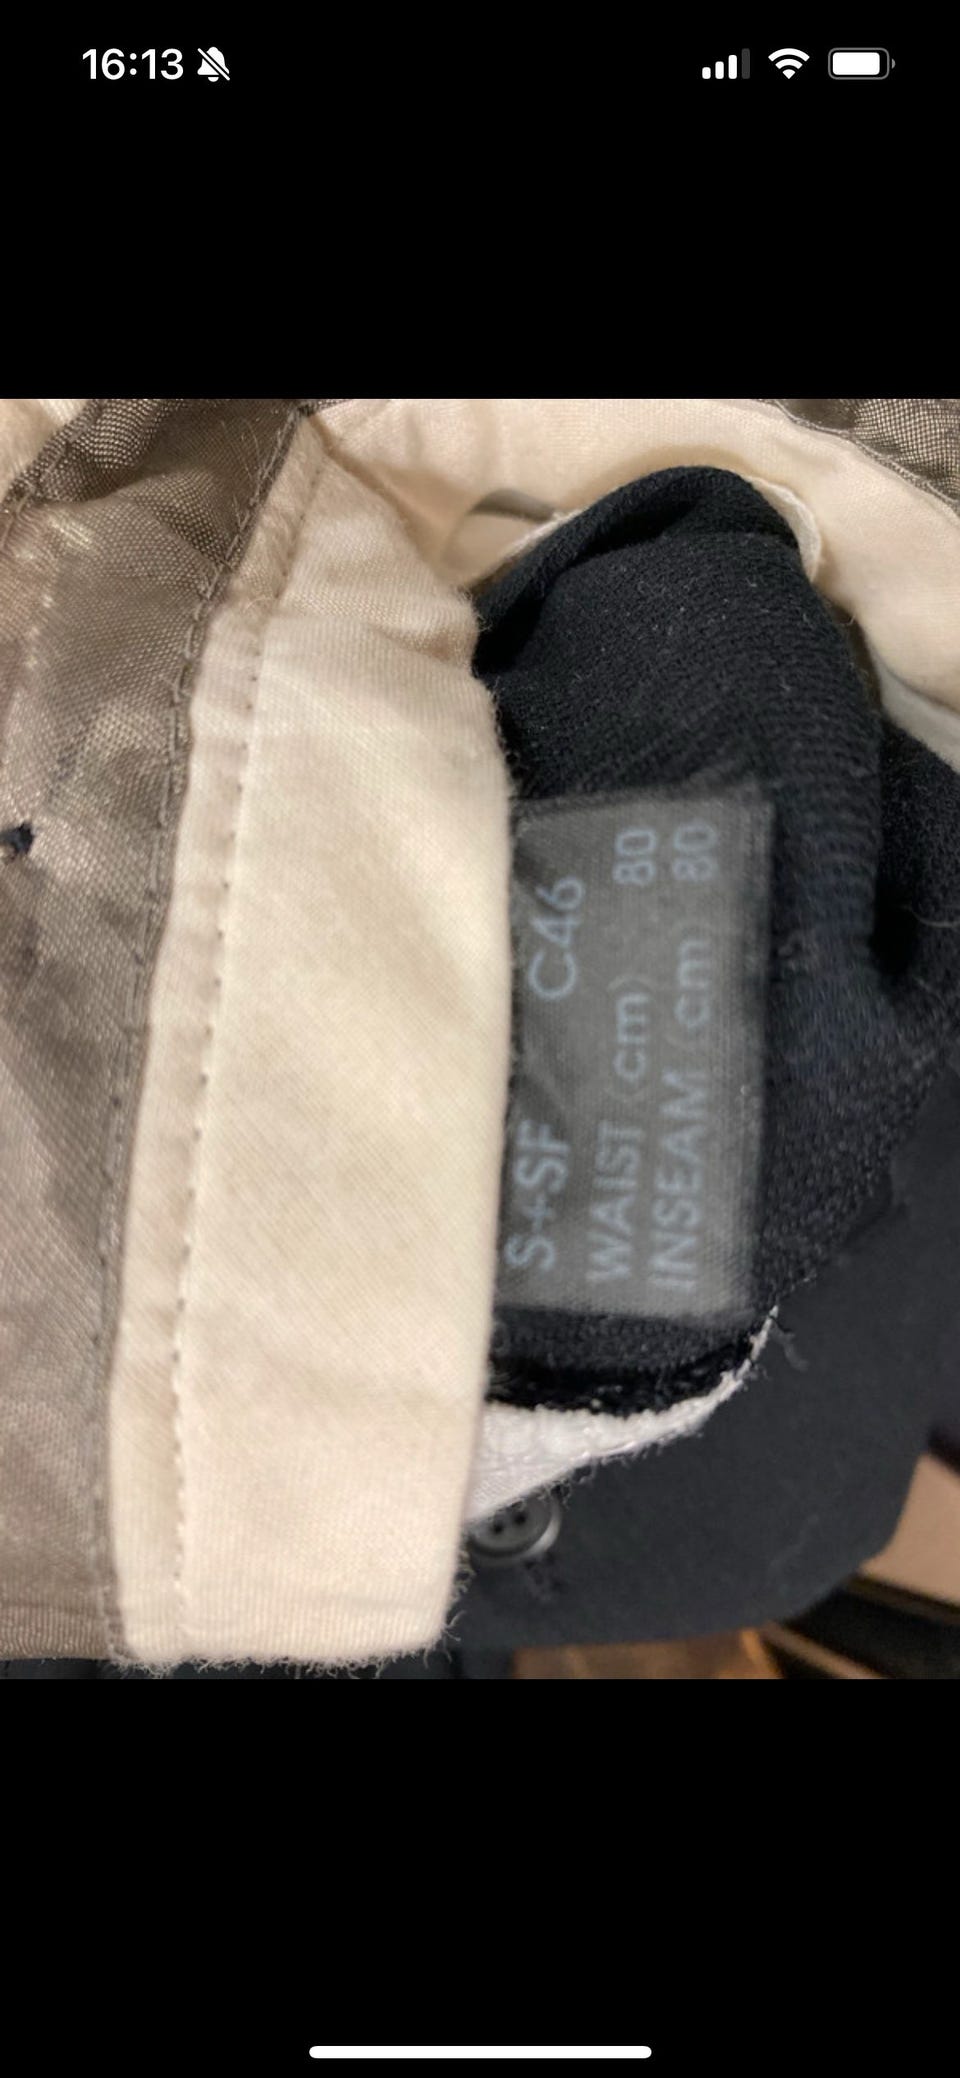 16:13
S+SF C46
WAIST (cm) 80
INSEAM (cm) 80